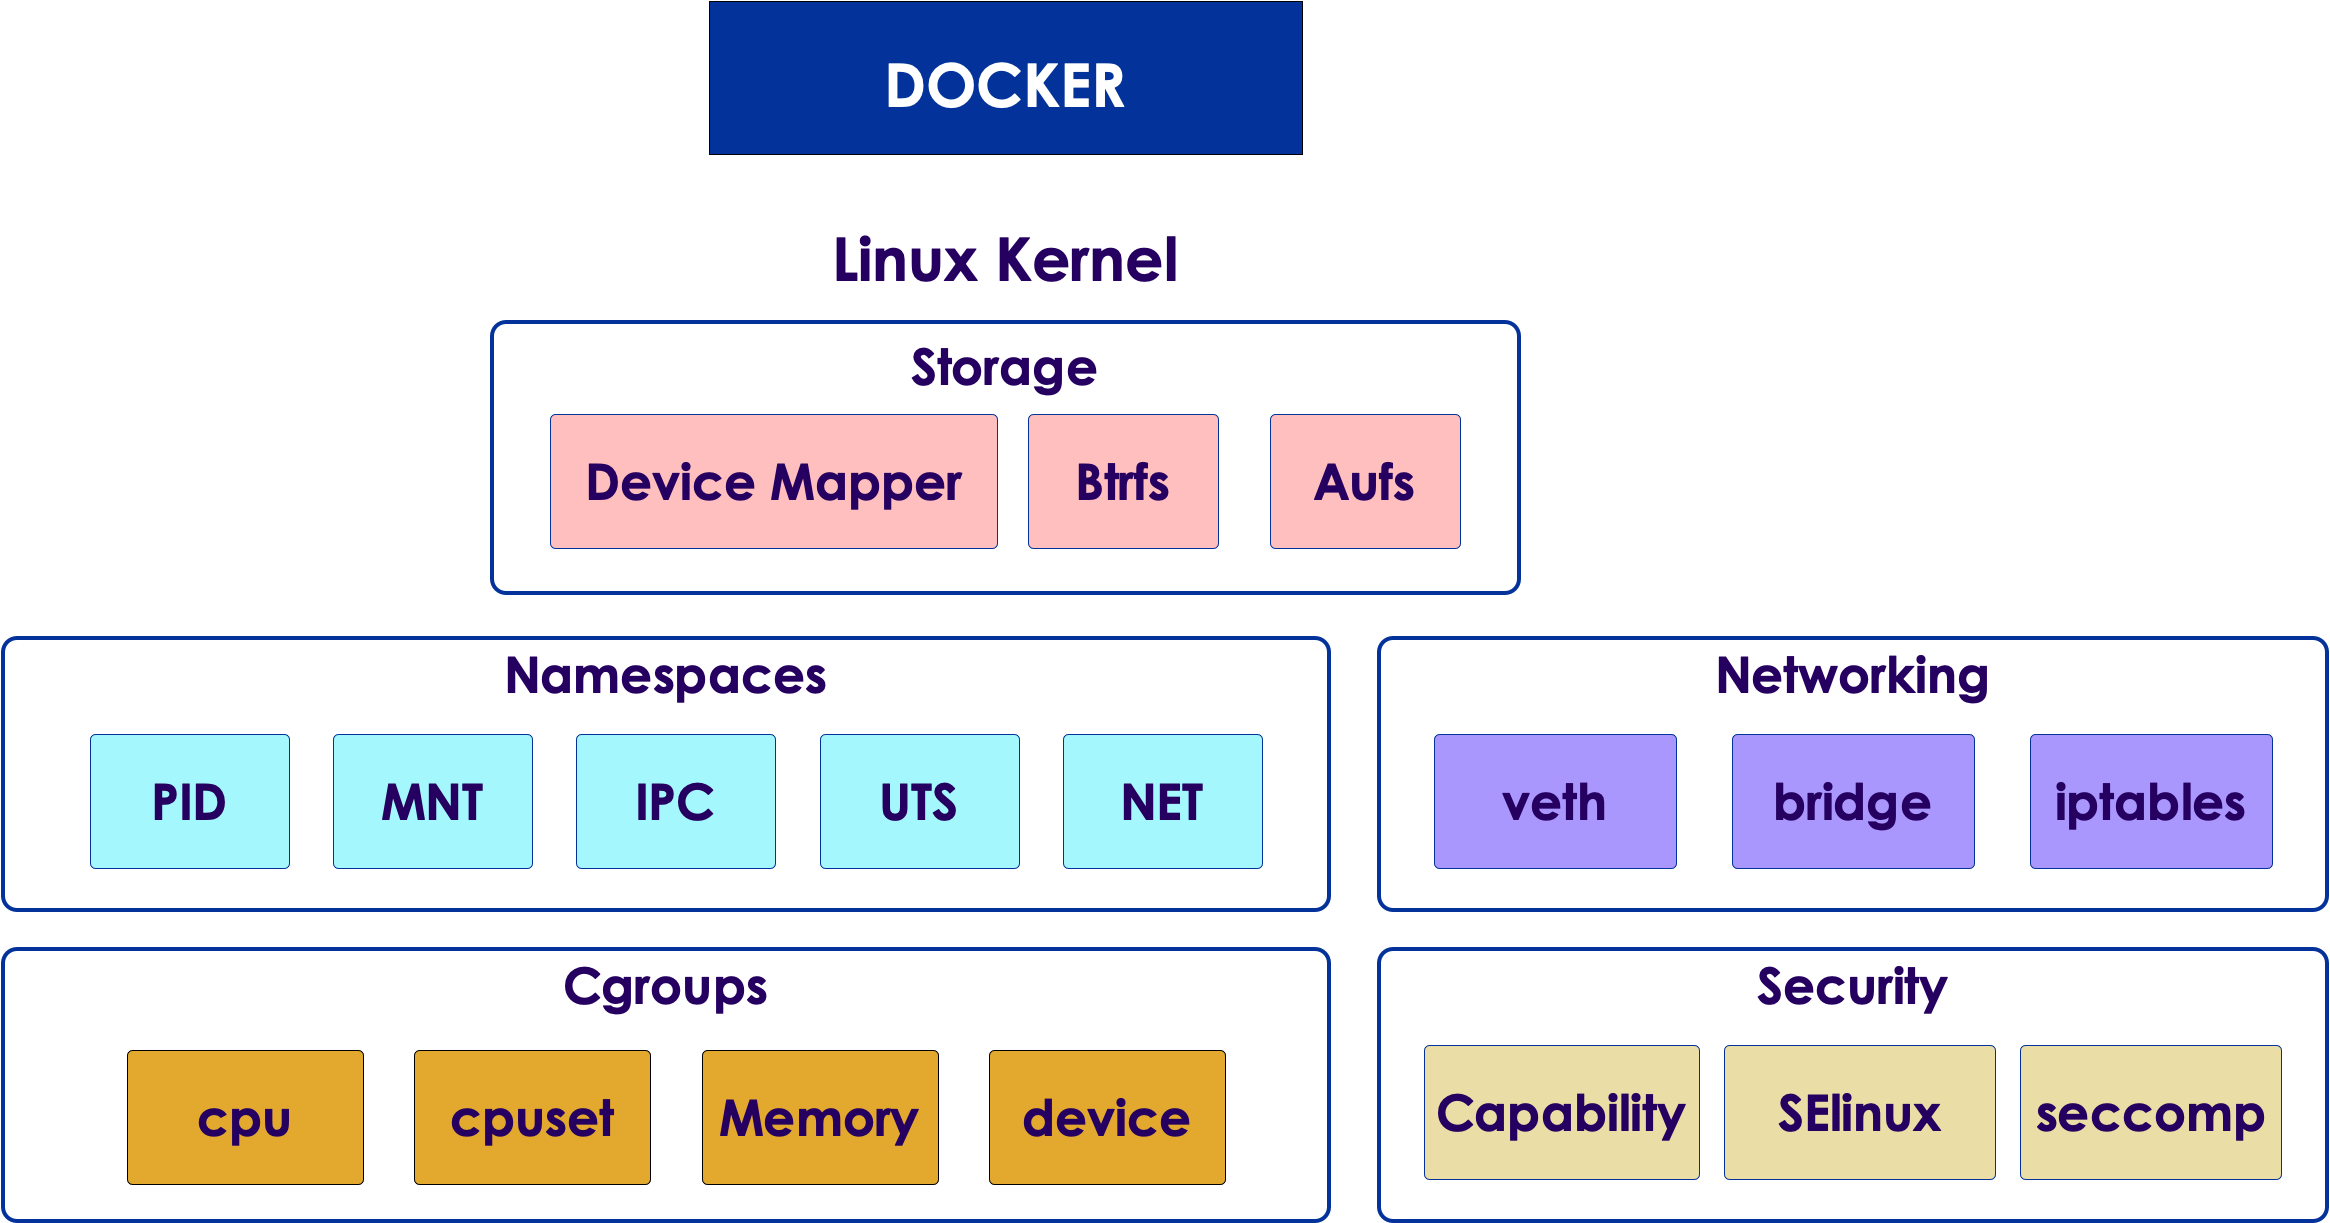 DOCKER
Linux Kernel
Storage
Device Mapper
Btrfs
Aufs
Namespaces
PID
MNT
IPC
UTS
NET
Networking
veth
bridge
iptables
Cgroups
cpu
cpuset
Memory
device
Security
Capability
SElinux
seccomp